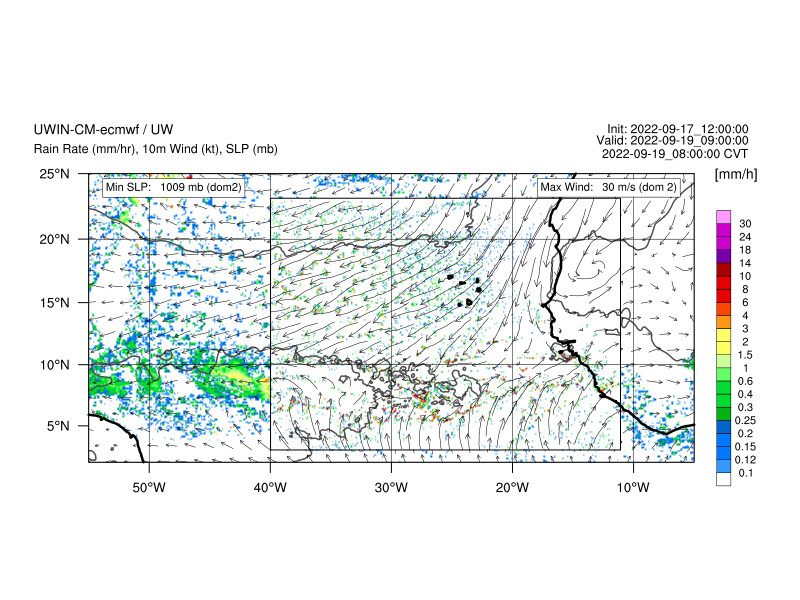 UWIN-CM-ecmwf / UW
Init: 2022-09-17_12:00:00
Rain Rate (mm/hr), 10m Wind (kt), SLP (mb)
Valid: 2022-09-19_09:00:00
2022-09-19_08:00:00 CVT
[mm/h]
25°N
Min SLP: 1009 mb (dom2)
Max Wind: 30 m/s (dom 2)
20°N
15°N
10°N
5°N
50°W
40°W
30°W
20°W
10°W
30
24
18
14
10
8
6
4
3
2
1.5
1
0.6
0.4
0.3
0.25
0.2
0.15
0.12
0.1